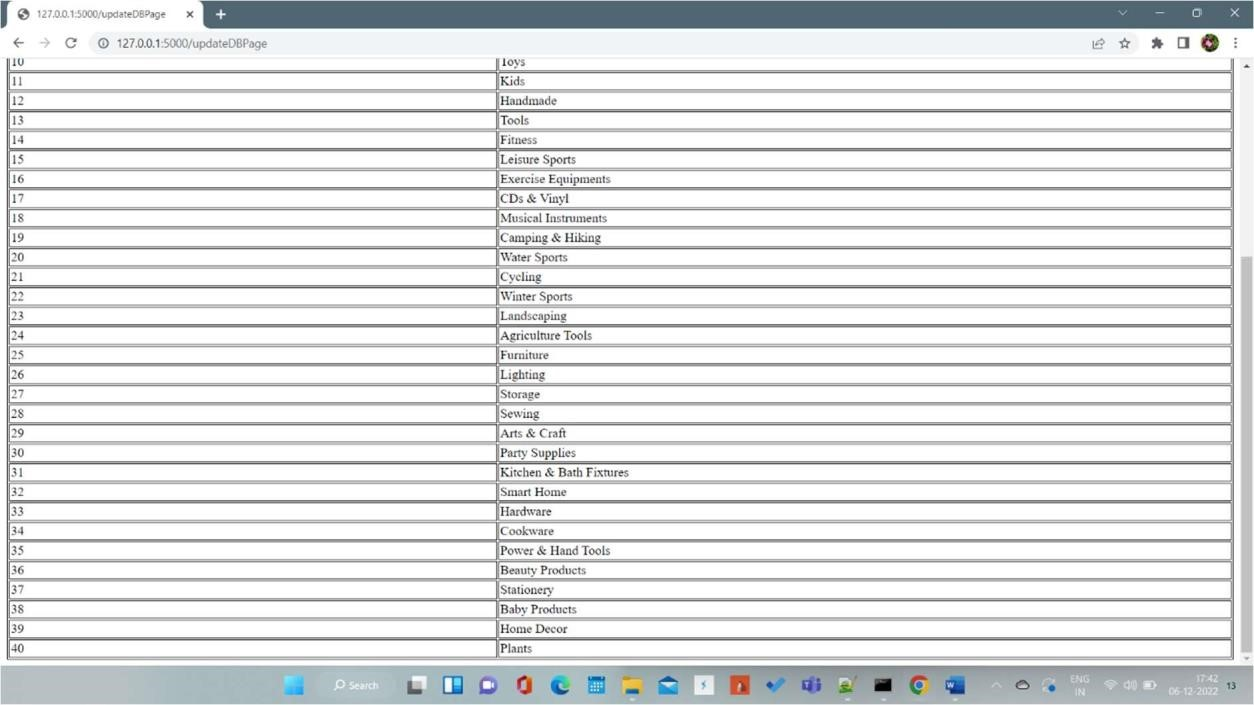 127.0.0.1:5000/updateDBPage
127.0.0.1:5000/updateDBPage
10 Toys
11 Kids
12 Handmade
13 Tools
14 Fitness
15 Leisure Sports
16 Exercise Equipments
17 CDs & Vinyl
18 Musical Instruments
19 Camping & Hiking
20 Water Sports
21 Cycling
22 Winter Sports
23 Landscaping
24 Agriculture Tools
25 Furniture
26 Lighting
27 Storage
28 Sewing
29 Arts & Craft
30 Party Supplies
31 Kitchen & Bath Fixtures
32 Smart Home
33 Hardware
34 Cookware
35 Power & Hand Tools
36 Beauty Products
37 Stationery
38 Baby Products
39 Home Decor
40 Plants
Search
ENG
IN
17:42
06-12-2022
13